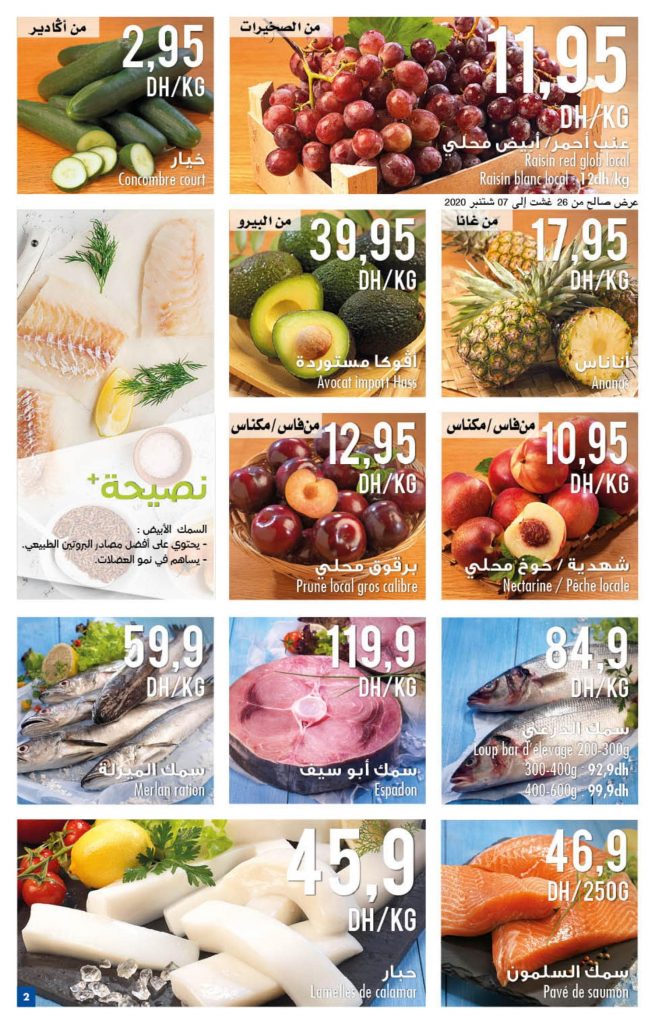 من أكادير
2,95
DH/KG
خيار
Concombre court
من الصخيرات
11,95
DH/KG
عنب أحمر/ أبيض محلي
Raisin red glob local
Raisin blanc local : 12dh/kg
عرض صالح من 26 غشت إلى 07 شتنبر 2020
نصيحة+
السمك الأبيض :
- يحتوي على أفضل مصادر البروتين الطبيعي.
- يساهم في نمو العضلات.
من البيرو
39,95
DH/KG
أڤوكا مستوردة
Avocat import Hass
من غانا
17,95
DH/KG
أناناس
Ananas
من فاس/مكناس
12,95
DH/KG
برقوق محلي
Prune local gros calibre
من فاس/مكناس
10,95
DH/KG
شهدية / خوخ محلي
Nectarine / Pêche locale
59,9
DH/KG
سمك الميرلة
Merlan ration
119,9
DH/KG
سمك أبو سيف
Espadon
84,9
DH/KG
سمك الدرعي
Loup bar d'élevage 200-300g
300-400g : 92,9dh
400-600g : 99,9dh
45,9
DH/KG
حبار
Lamelles de calamar
46,9
DH/250G
سمك السلمون
Pavé de saumon
2